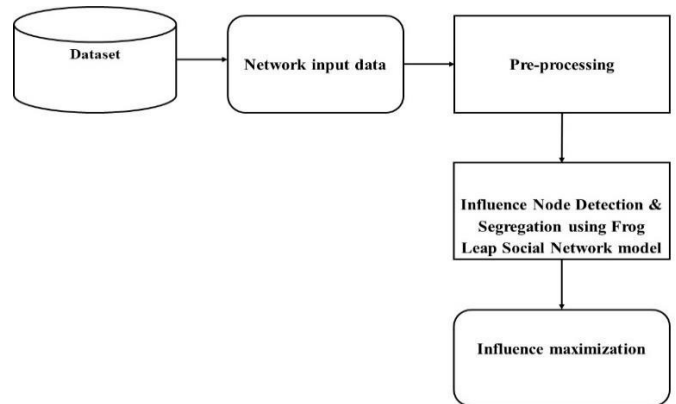 Dataset
Network input data
Pre-processing
Influence Node Detection &
Segregation using Frog
Leap Social Network model
Influence maximization